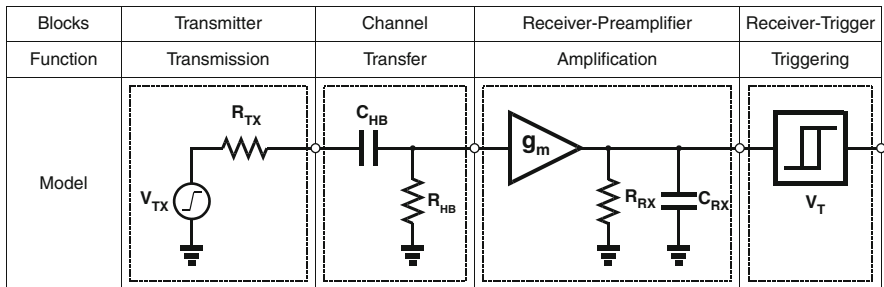 Blocks Transmitter Channel Receiver-Preamplifier Receiver-Trigger
Function Transmission Transfer Amplification Triggering
Model
R_TX
C_HB
V_TX
R_HB
g_m
R_RX
C_RX
V_T